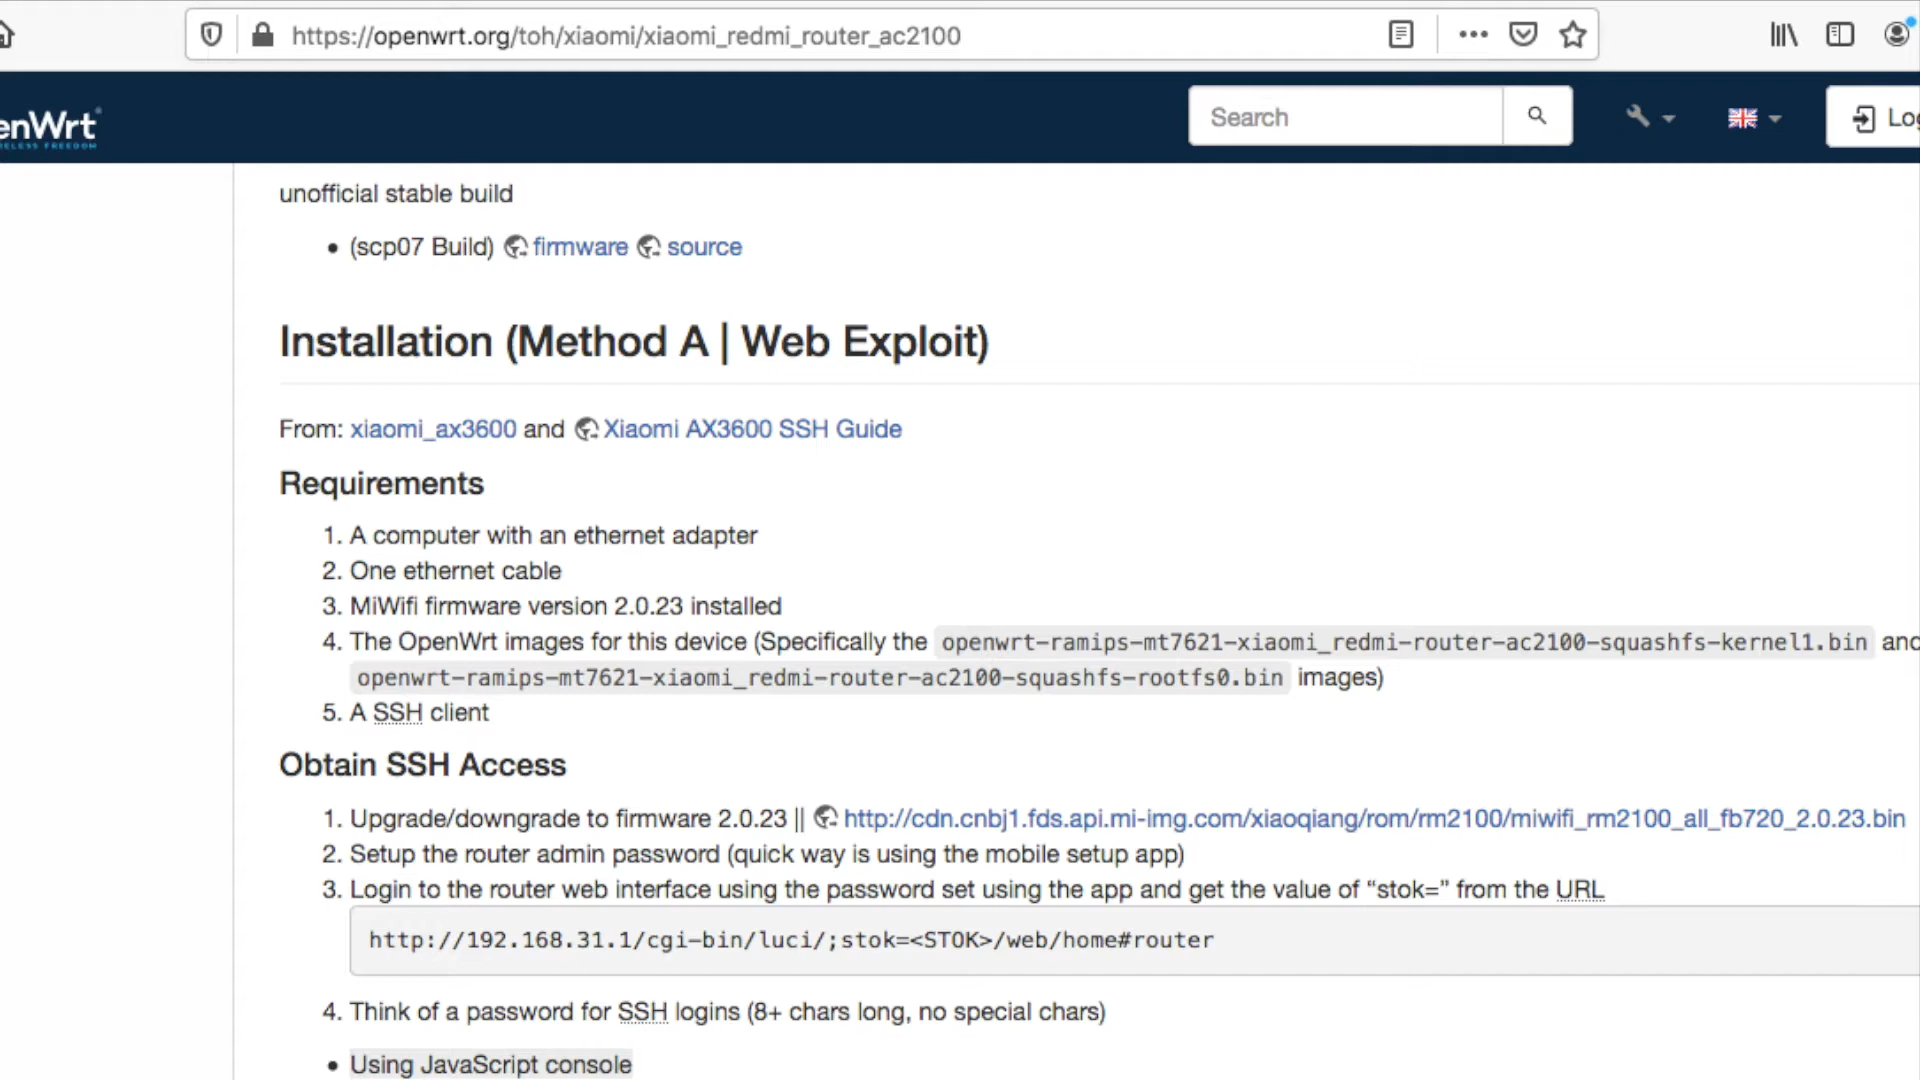 https://openwrt.org/toh/xiaomi/xiaomi_redmi_router_ac2100
enWrt
ELESS FREEDOM
Search
Log
unofficial stable build
• (scp07 Build) firmware source
Installation (Method A | Web Exploit)
From: xiaomi_ax3600 and Xiaomi AX3600 SSH Guide
Requirements
1. A computer with an ethernet adapter
2. One ethernet cable
3. MiWifi firmware version 2.0.23 installed
4. The OpenWrt images for this device (Specifically the openwrt-ramips-mt7621-xiaomi_redmi-router-ac2100-squashfs-kernel1.bin and
openwrt-ramips-mt7621-xiaomi_redmi-router-ac2100-squashfs-rootfs0.bin images)
5. A SSH client
Obtain SSH Access
1. Upgrade/downgrade to firmware 2.0.23 || http://cdn.cnbj1.fds.api.mi-img.com/xiaoqiang/rom/rm2100/miwifi_rm2100_all_fb720_2.0.23.bin
2. Setup the router admin password (quick way is using the mobile setup app)
3. Login to the router web interface using the password set using the app and get the value of “stok=” from the URL
http://192.168.31.1/cgi-bin/luci/;stok=<STOK>/web/home#router
4. Think of a password for SSH logins (8+ chars long, no special chars)
• Using JavaScript console